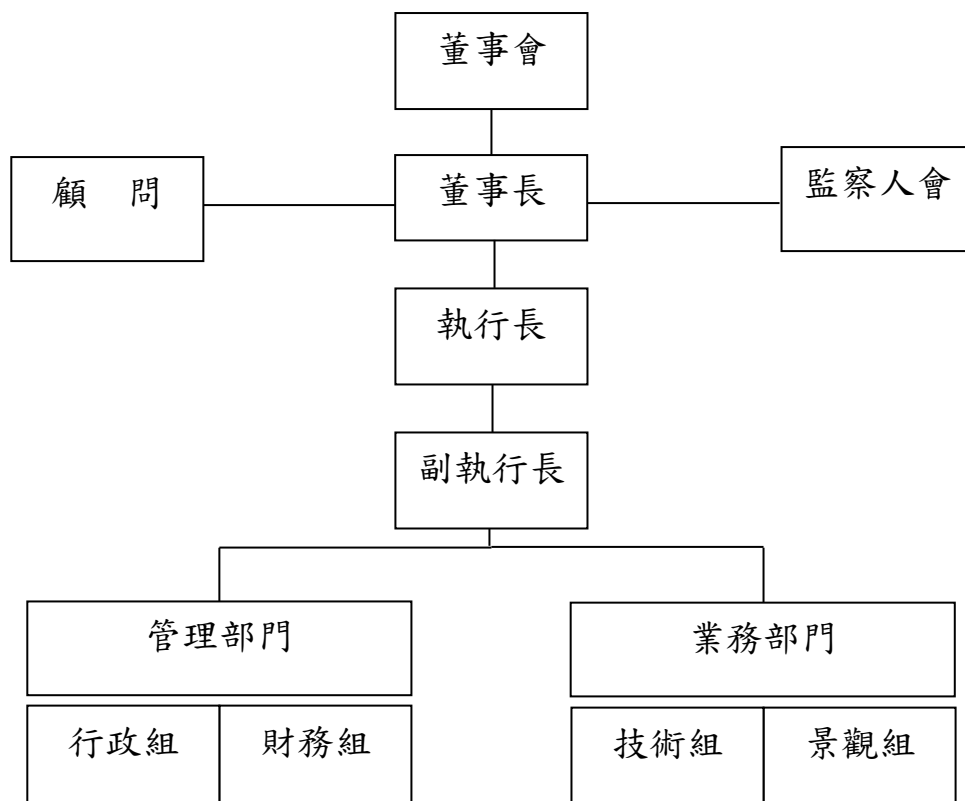 董事會
顧　問
董事長
監察人會
執行長
副執行長
管理部門
業務部門
行政組
財務組
技術組
景觀組